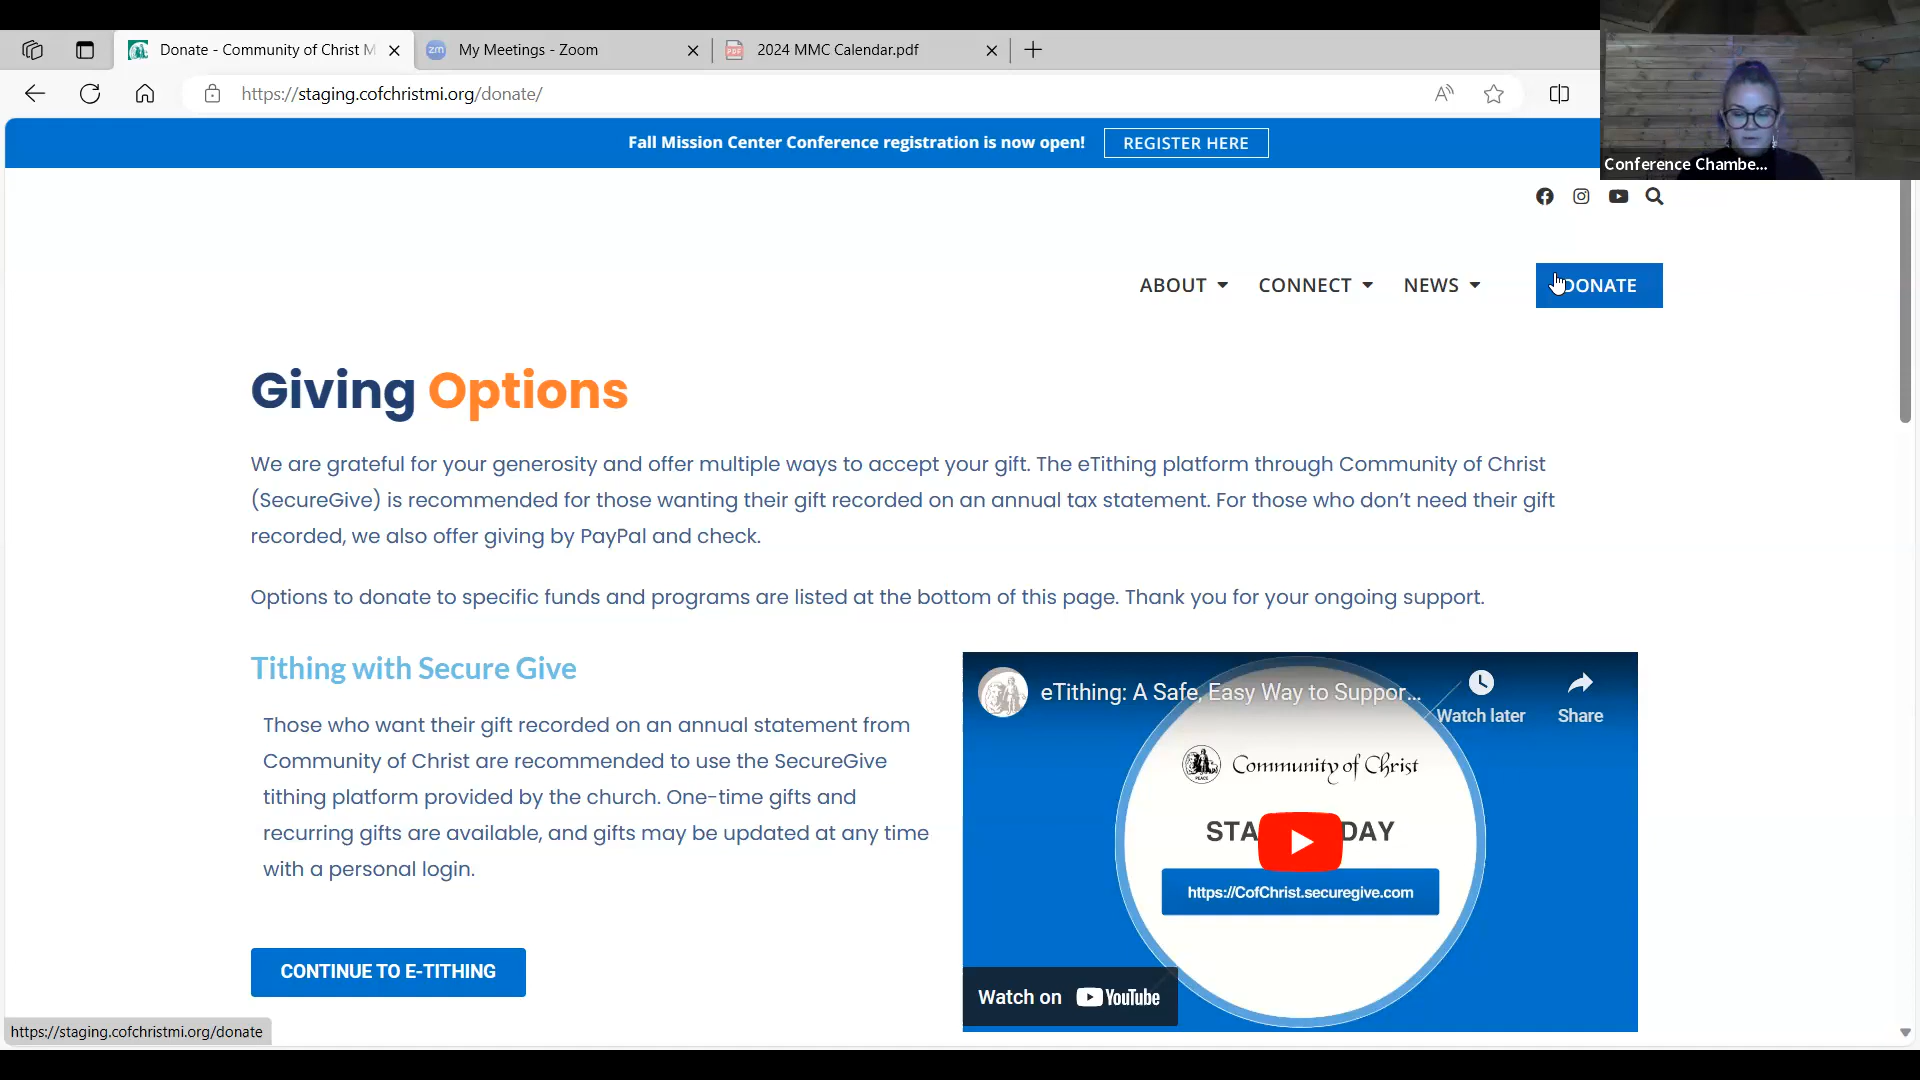 Donate - Community of Christ M
My Meetings - Zoom
2024 MMC Calendar.pdf
https://staging.cofchristmi.org/donate/
Fall Mission Center Conference registration is now open!
REGISTER HERE
Conference Chambe...
ABOUT
CONNECT
NEWS
DONATE
Giving Options
We are grateful for your generosity and offer multiple ways to accept your gift. The eTithing platform through Community of Christ
(SecureGive) is recommended for those wanting their gift recorded on an annual tax statement. For those who don’t need their gift
recorded, we also offer giving by PayPal and check.
Options to donate to specific funds and programs are listed at the bottom of this page. Thank you for your ongoing support.
Tithing with Secure Give
Those who want their gift recorded on an annual statement from
Community of Christ are recommended to use the SecureGive
tithing platform provided by the church. One-time gifts and
recurring gifts are available, and gifts may be updated at any time
with a personal login.
CONTINUE TO E-TITHING
eTithing: A Safe, Easy Way to Suppor...
Watch later
Share
Community of Christ
https://CofChrist.securegive.com
Watch on YouTube
https://staging.cofchristmi.org/donate